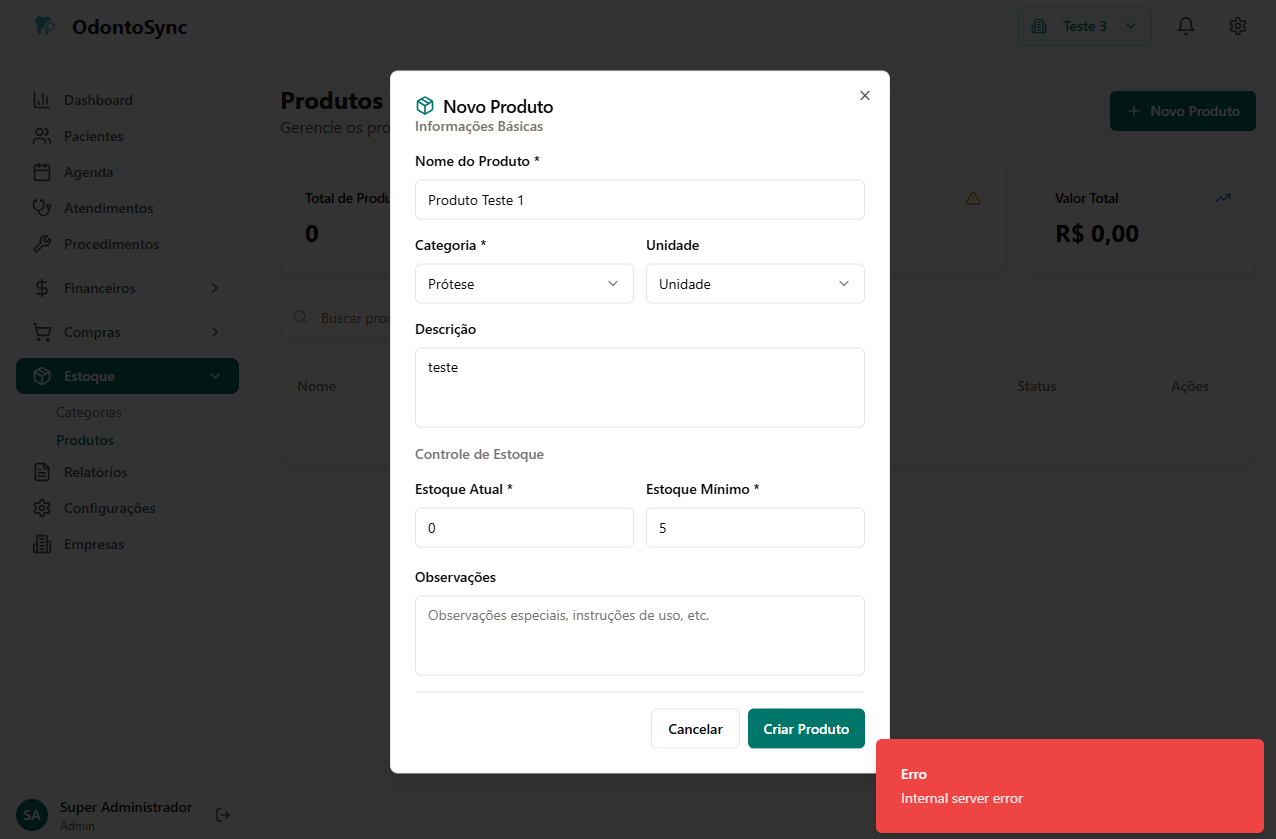 OdontoSync
Teste 3
Dashboard
Pacientes
Agenda
Atendimentos
Procedimentos
Financeiros
Compras
Estoque
Categorias
Produtos
Relatórios
Configurações
Empresas
SA
Super Administrador
Admin
Produtos
Gerencie os pro
Novo Produto
Total de Produ
0
Valor Total
R$ 0,00
Buscar proc
Nome
Status
Ações
Novo Produto
Informações Básicas
Nome do Produto *
Produto Teste 1
Categoria *
Unidade
Prótese
Unidade
Descrição
teste
Controle de Estoque
Estoque Atual *
Estoque Mínimo *
0
5
Observações
Observações especiais, instruções de uso, etc.
Cancelar
Criar Produto
Erro
Internal server error